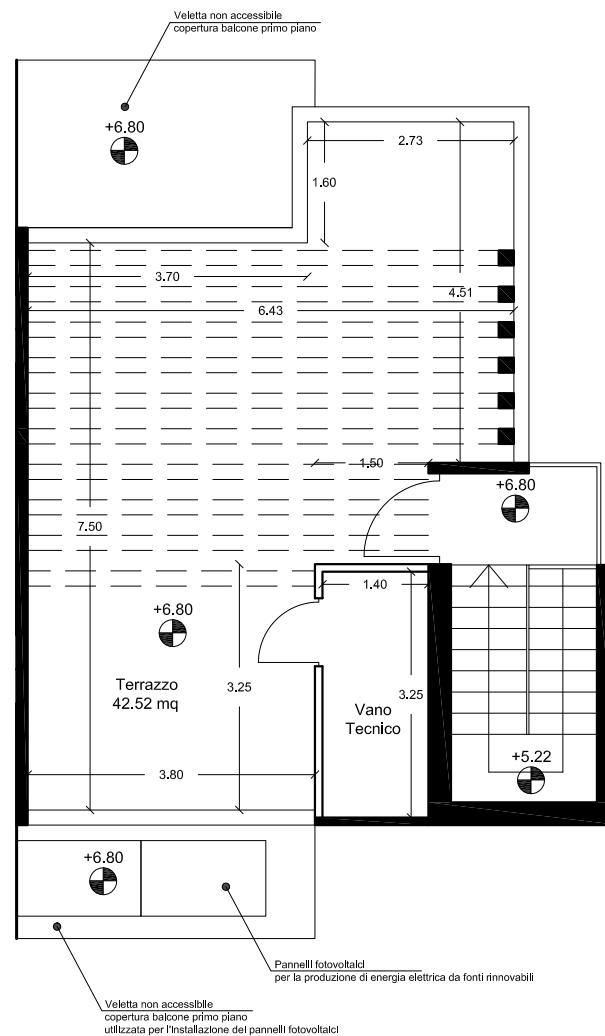 Veletta non accessibile
copertura balcone primo piano
+6.80
2.73
1.60
3.70
4.51
6.43
1.50
+6.80
7.50
1.40
+6.80
Terrazzo
42.52 mq
3.25
3.25
Vano
Tecnico
+5.22
3.80
+6.80
Pannelli fotovoltaici
per la produzione di energia elettrica da fonti rinnovabili
Veletta non accessibile
copertura balcone primo piano
utilizzata per l'installazione dei pannelli fotovoltaici